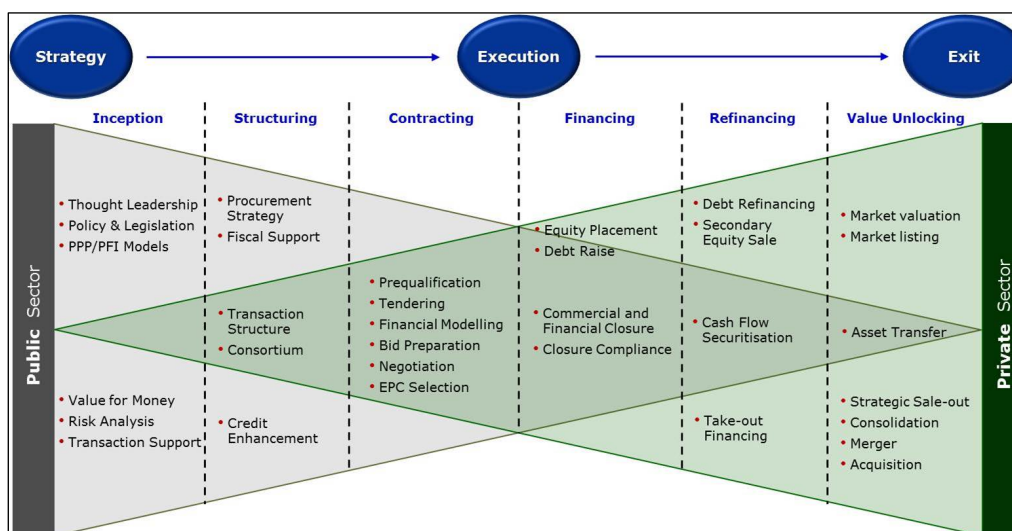 Strategy
Execution
Exit
Inception
Structuring
Contracting
Financing
Refinancing
Value Unlocking
Public Sector
• Thought Leadership
• Policy & Legislation
• PPP/PFI Models
• Value for Money
• Risk Analysis
• Transaction Support
• Procurement
Strategy
• Fiscal Support
• Transaction
Structure
• Consortium
• Credit
Enhancement
• Prequalification
• Tendering
• Financial Modelling
• Bid Preparation
• Negotiation
• EPC Selection
• Equity Placement
• Debt Raise
• Commercial and
Financial Closure
• Closure Compliance
• Debt Refinancing
• Secondary
Equity Sale
• Cash Flow
Securitisation
• Take-out
Financing
• Market valuation
• Market listing
• Asset Transfer
• Strategic Sale-out
• Consolidation
• Merger
• Acquisition
Private Sector